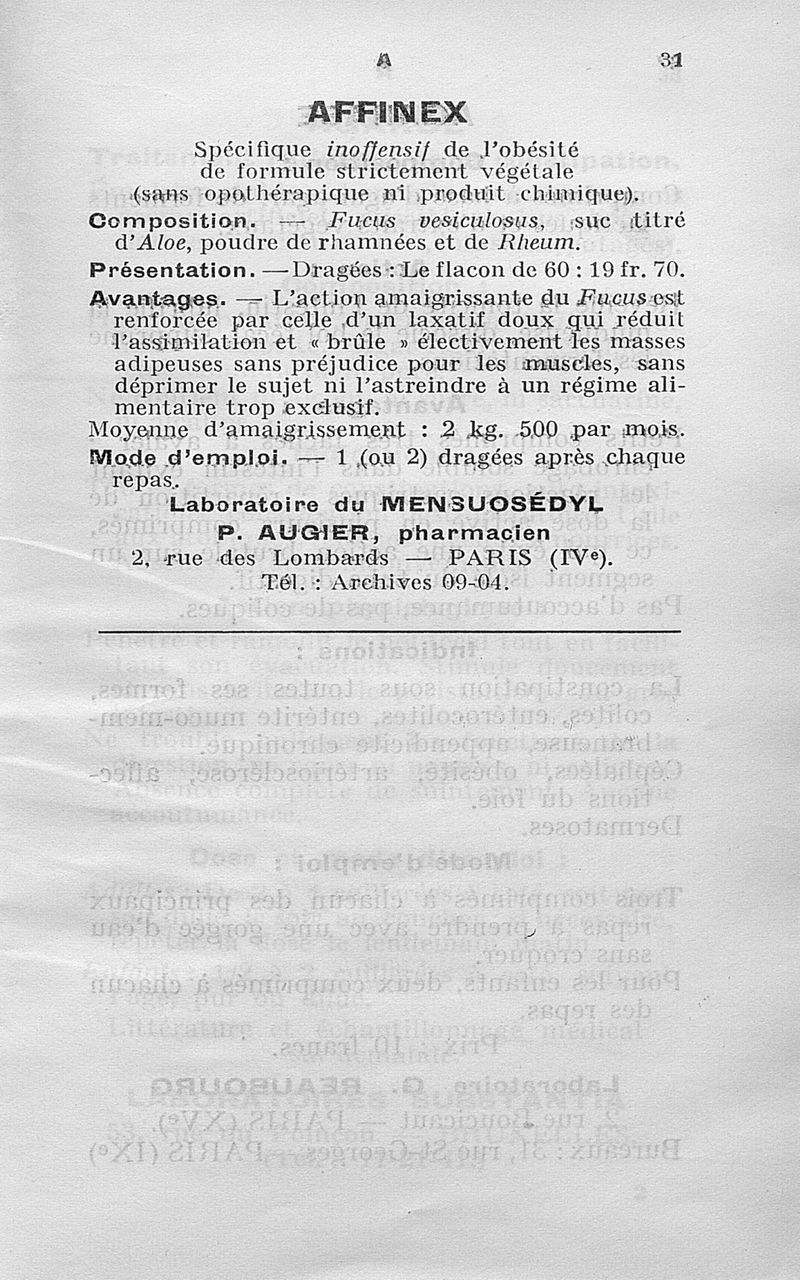 A 31
AFFINEX
Spécifique inoffensif de l'obésité
de formule strictement végétale
(sans opothérapique ni produit chimique).
Composition. — Fucus vesiculosus, suc titré
d'Aloe, poudre de rhamnées et de Rheum.
Présentation. — Dragées : Le flacon de 60 : 19 fr. 70.
Avantages. — L'action amaigrissante du Fucus est
renforcée par celle d'un laxatif doux qui réduit
l'assimilation et « brûle » électivement les masses
adipeuses sans préjudice pour les muscles, sans
déprimer le sujet ni l'astreindre à un régime ali-
mentaire trop exclusif.
Moyenne d'amaigrissement : 2 kg. 500 par mois.
Mode d'emploi. — 1 (ou 2) dragées après chaque
repas.
Laboratoire du MENSUOSÉDYL
P. AUGIER, pharmacien
2, rue des Lombards — PARIS (IVe).
Tél. : Archives 09-04.